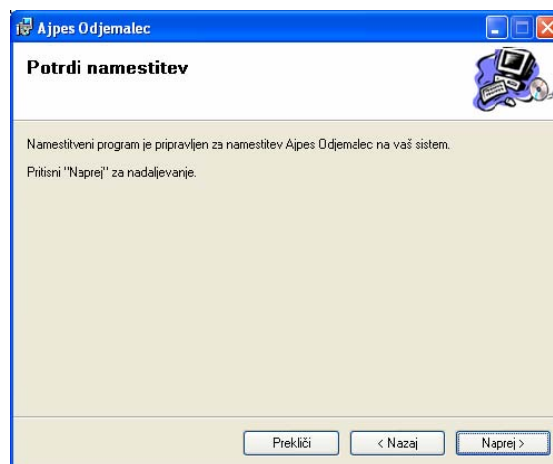 Ajpes Odjemalec
Potrdi namestitev
Namestitveni program je pripravljen za namestitev Ajpes Odjemalec na vaš sistem.
Pritisni "Naprej" za nadaljevanje.
Prekliči
< Nazaj
Naprej >